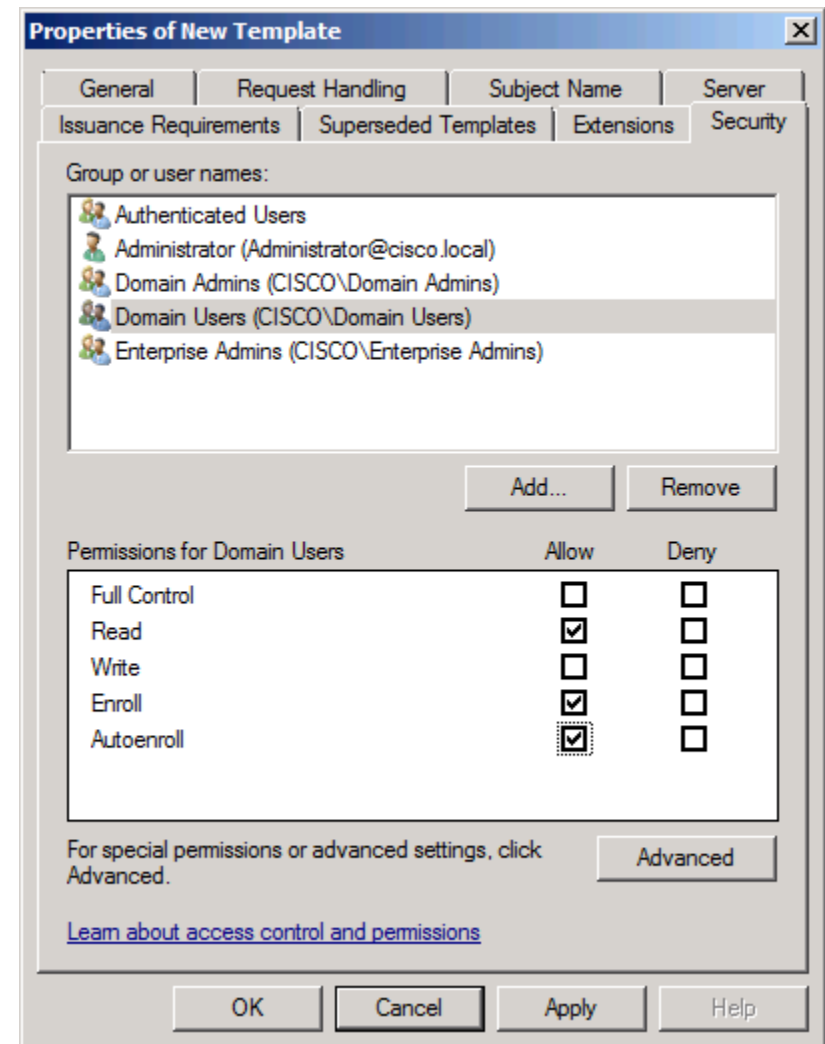 Properties of New Template
General Request Handling Subject Name Server
Issuance Requirements Superseded Templates Extensions Security
Group or user names:
Authenticated Users
Administrator (Administrator@cisco.local)
Domain Admins (CISCO\Domain Admins)
Domain Users (CISCO\Domain Users)
Enterprise Admins (CISCO\Enterprise Admins)
Add... Remove
Permissions for Domain Users Allow Deny
Full Control
Read
Write
Enroll
Autoenroll
For special permissions or advanced settings, click
Advanced.
Advanced
Learn about access control and permissions
OK Cancel Apply Help